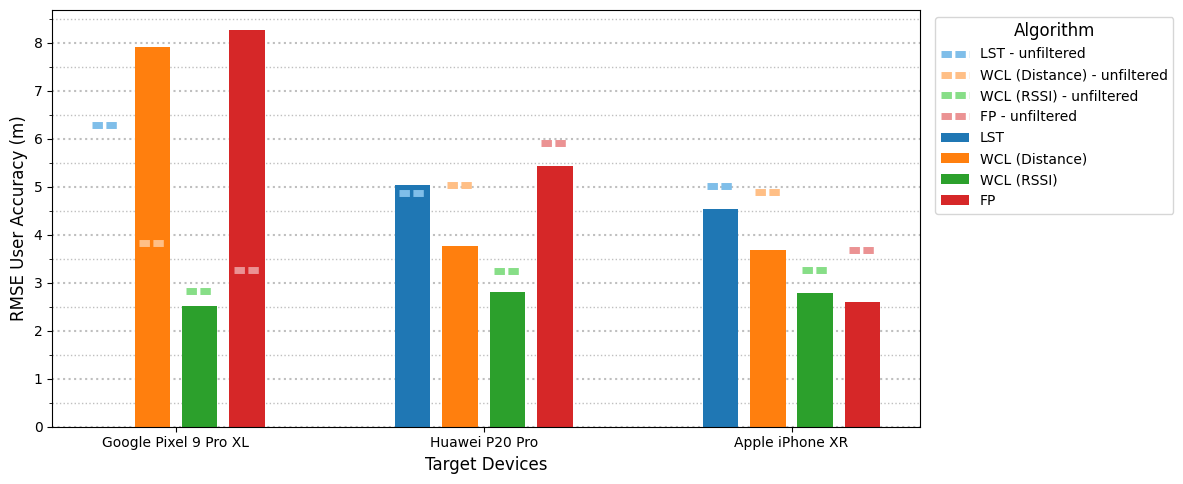 8
7
6
5
4
3
2
1
0
RMSE User Accuracy (m)
Google Pixel 9 Pro XL
Huawei P20 Pro
Apple iPhone XR
Target Devices
Algorithm
LST - unfiltered
WCL (Distance) - unfiltered
WCL (RSSI) - unfiltered
FP - unfiltered
LST
WCL (Distance)
WCL (RSSI)
FP